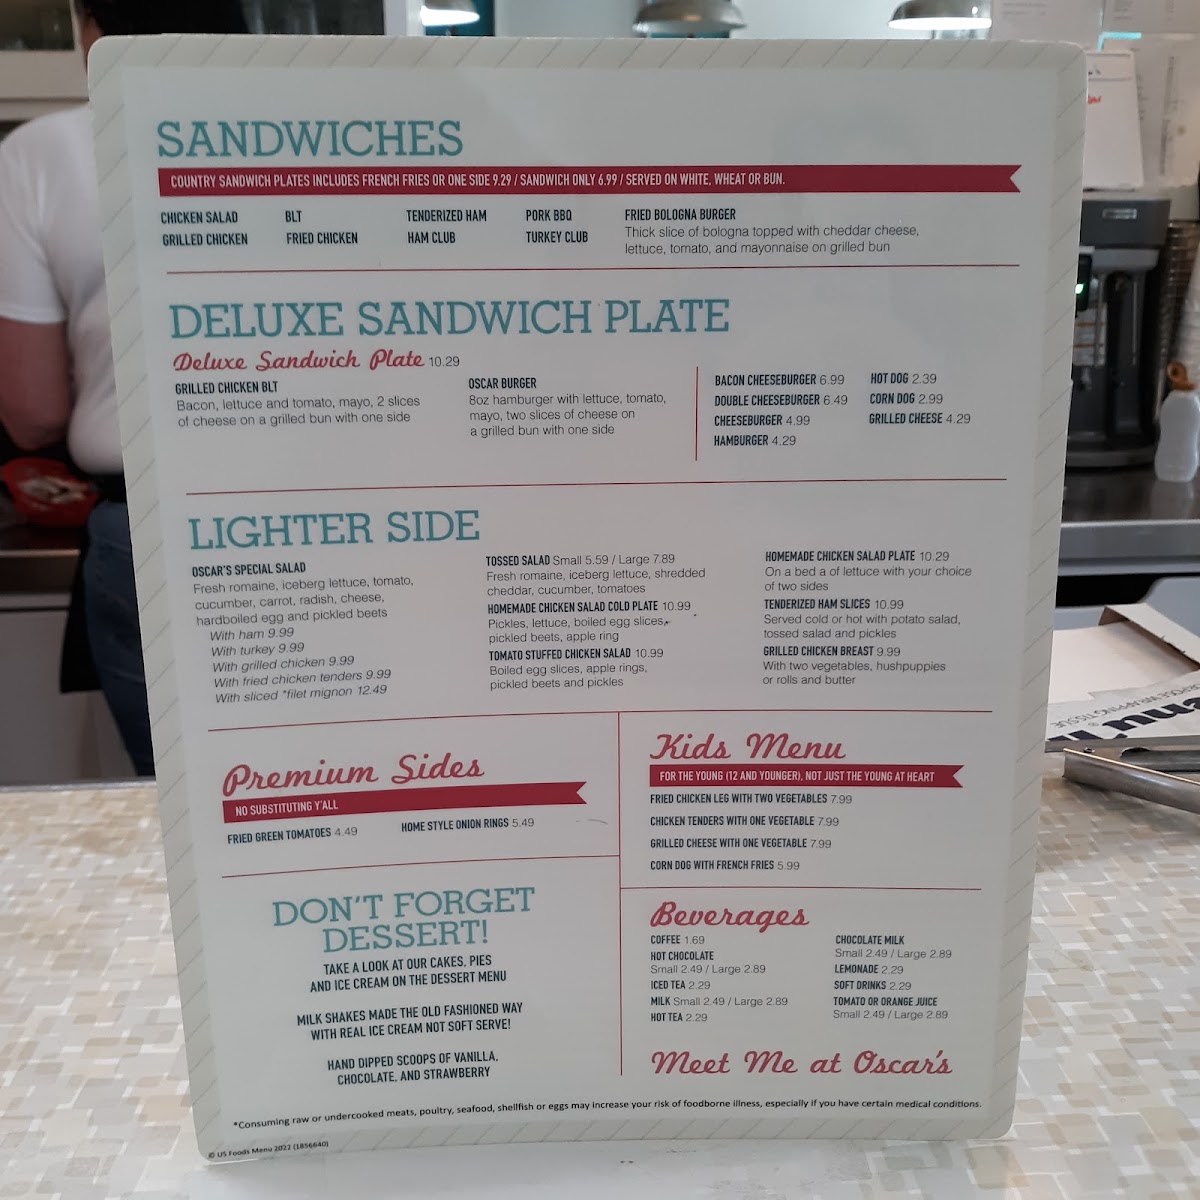 SANDWICHES
COUNTRY SANDWICH PLATES INCLUDES FRENCH FRIES OR ONE SIDE 9.29 / SANDWICH ONLY 6.99 / SERVED ON WHITE, WHEAT OR BUN.
CHICKEN SALAD
GRILLED CHICKEN
BLT
FRIED CHICKEN
TENDERIZED HAM
HAM CLUB
PORK BBQ
TURKEY CLUB
FRIED BOLOGNA BURGER
Thick slice of bologna topped with cheddar cheese,
lettuce, tomato, and mayonnaise on grilled bun
DELUXE SANDWICH PLATE
Deluxe Sandwich Plate 10.29
GRILLED CHICKEN BLT
Bacon, lettuce and tomato, mayo, 2 slices
of cheese on a grilled bun with one side
OSCAR BURGER
8oz hamburger with lettuce, tomato,
mayo, two slices of cheese on
a grilled bun with one side
BACON CHEESEBURGER 6.99
DOUBLE CHEESEBURGER 6.49
CHEESEBURGER 4.99
HAMBURGER 4.29
HOT DOG 2.39
CORN DOG 2.99
GRILLED CHEESE 4.29
LIGHTER SIDE
OSCAR'S SPECIAL SALAD
Fresh romaine, iceberg lettuce, tomato,
cucumber, carrot, radish, cheese,
hardboiled egg and pickled beets
With ham 9.99
With turkey 9.99
With grilled chicken 9.99
With fried chicken tenders 9.99
With sliced *filet mignon 12.49
TOSSED SALAD Small 5.59 / Large 7.89
Fresh romaine, iceberg lettuce, shredded
cheddar, cucumber, tomatoes
HOMEMADE CHICKEN SALAD COLD PLATE 10.99
Pickles, lettuce, boiled egg slices,
pickled beets, apple ring
TOMATO STUFFED CHICKEN SALAD 10.99
Boiled egg slices, apple rings,
pickled beets and pickles
HOMEMADE CHICKEN SALAD PLATE 10.29
On a bed a of lettuce with your choice
of two sides
TENDERIZED HAM SLICES 10.99
Served cold or hot with potato salad,
tossed salad and pickles
GRILLED CHICKEN BREAST 9.99
With two vegetables, hushpuppies
or rolls and butter
Premium Sides
NO SUBSTITUTING Y'ALL
FRIED GREEN TOMATOES 4.49
HOME STYLE ONION RINGS 5.49
DON'T FORGET
DESSERT!
TAKE A LOOK AT OUR CAKES, PIES
AND ICE CREAM ON THE DESSERT MENU
MILK SHAKES MADE THE OLD FASHIONED WAY
WITH REAL ICE CREAM NOT SOFT SERVE!
HAND DIPPED SCOOPS OF VANILLA,
CHOCOLATE, AND STRAWBERRY
Kids Menu
FOR THE YOUNG (12 AND YOUNGER), NOT JUST THE YOUNG AT HEART
FRIED CHICKEN LEG WITH TWO VEGETABLES 7.99
CHICKEN TENDERS WITH ONE VEGETABLE 7.99
GRILLED CHEESE WITH ONE VEGETABLE 7.99
CORN DOG WITH FRENCH FRIES 5.99
Beverages
COFFEE 1.69
HOT CHOCOLATE
Small 2.49 / Large 2.89
ICED TEA 2.29
MILK Small 2.49 / Large 2.89
HOT TEA 2.29
CHOCOLATE MILK
Small 2.49 / Large 2.89
LEMONADE 2.29
SOFT DRINKS 2.29
TOMATO OR ORANGE JUICE
Small 2.49 / Large 2.89
Meet Me at Oscar's
*Consuming raw or undercooked meats, poultry, seafood, shellfish or eggs may increase your risk of foodborne illness, especially if you have certain medical conditions.
© US Foods Menu 2022 (1856640)
WRAPPING TISSUE